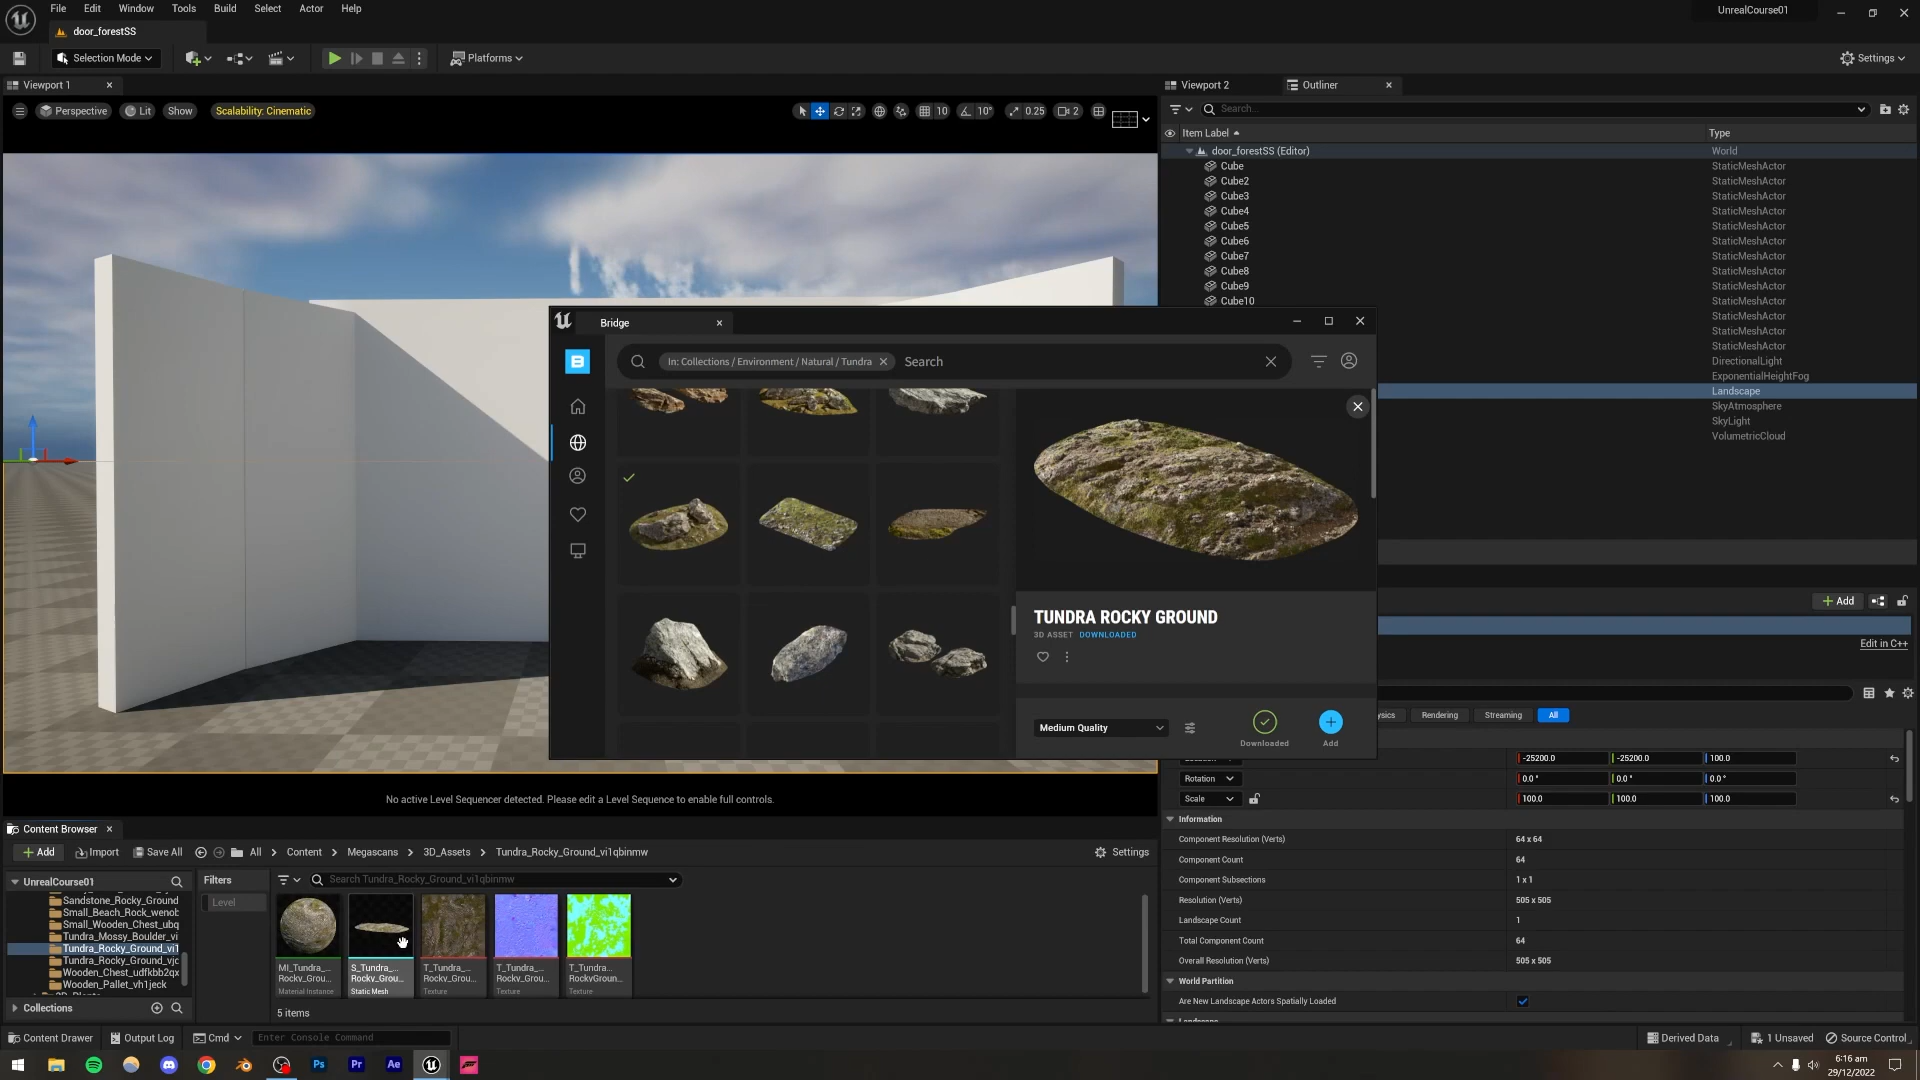 File Edit Window Tools Build Select Actor Help
UnrealCourse01
door_forestSS
Selection Mode
Platforms
Settings
Viewport 1
Viewport 2
Outliner
Perspective
Lit
Show
Scalability: Cinematic
10
10°
0.25
2
Search...
Item Label
Type
door_forestSS (Editor) World
Cube StaticMeshActor
Cube2 StaticMeshActor
Cube3 StaticMeshActor
Cube4 StaticMeshActor
Cube5 StaticMeshActor
Cube6 StaticMeshActor
Cube7 StaticMeshActor
Cube8 StaticMeshActor
Cube9 StaticMeshActor
Cube10 StaticMeshActor
StaticMeshActor
StaticMeshActor
StaticMeshActor
DirectionalLight
ExponentialHeightFog
Landscape
SkyAtmosphere
SkyLight
VolumetricCloud
Bridge
In: Collections / Environment / Natural / Tundra
Search
TUNDRA ROCKY GROUND
3D ASSET DOWNLOADED
Medium Quality
Downloaded
Add
Add
Edit in C++
Rendering
Streaming
All
-25200.0 -25200.0 100.0
Rotation 0.0° 0.0° 0.0°
Scale 100.0 100.0 100.0
Information
Component Resolution (Verts) 64 x 64
Component Count 64
Component Subsections 1 x 1
Resolution (Verts) 505 x 505
Landscape Count 1
Total Component Count 64
Overall Resolution (Verts) 505 x 505
World Partition
Are New Landscape Actors Spatially Loaded
No active Level Sequencer detected. Please edit a Level Sequence to enable full controls.
Content Browser
Add Import Save All All Content Megascans 3D_Assets Tundra_Rocky_Ground_vi1qbinmw
Settings
UnrealCourse01
Filters
Search Tundra_Rocky_Ground_vi1qbinmw
Level
Sandstone_Rocky_Ground
Small_Beach_Rock_wenob
Small_Wooden_Chest_ubq
Tundra_Mossy_Boulder_vi
Tundra_Rocky_Ground_vi1
Tundra_Rocky_Ground_vjc
Wooden_Chest_udfkbb2qx
Wooden_Pallet_vh1jeck
MI_Tundra_... Rocky_Grou... Material Instance
S_Tundra_... Rocky_Grou... Static Mesh
T_Tundra_... Rocky_Grou... Texture
T_Tundra_... Rocky_Grou... Texture
T_Tundra... RockyGroun... Texture
Collections
5 items
Content Drawer
Output Log
Cmd
Enter Console Command
Derived Data
1 Unsaved
Source Control
Ps
Pr
Ae
6:16 am
29/12/2022